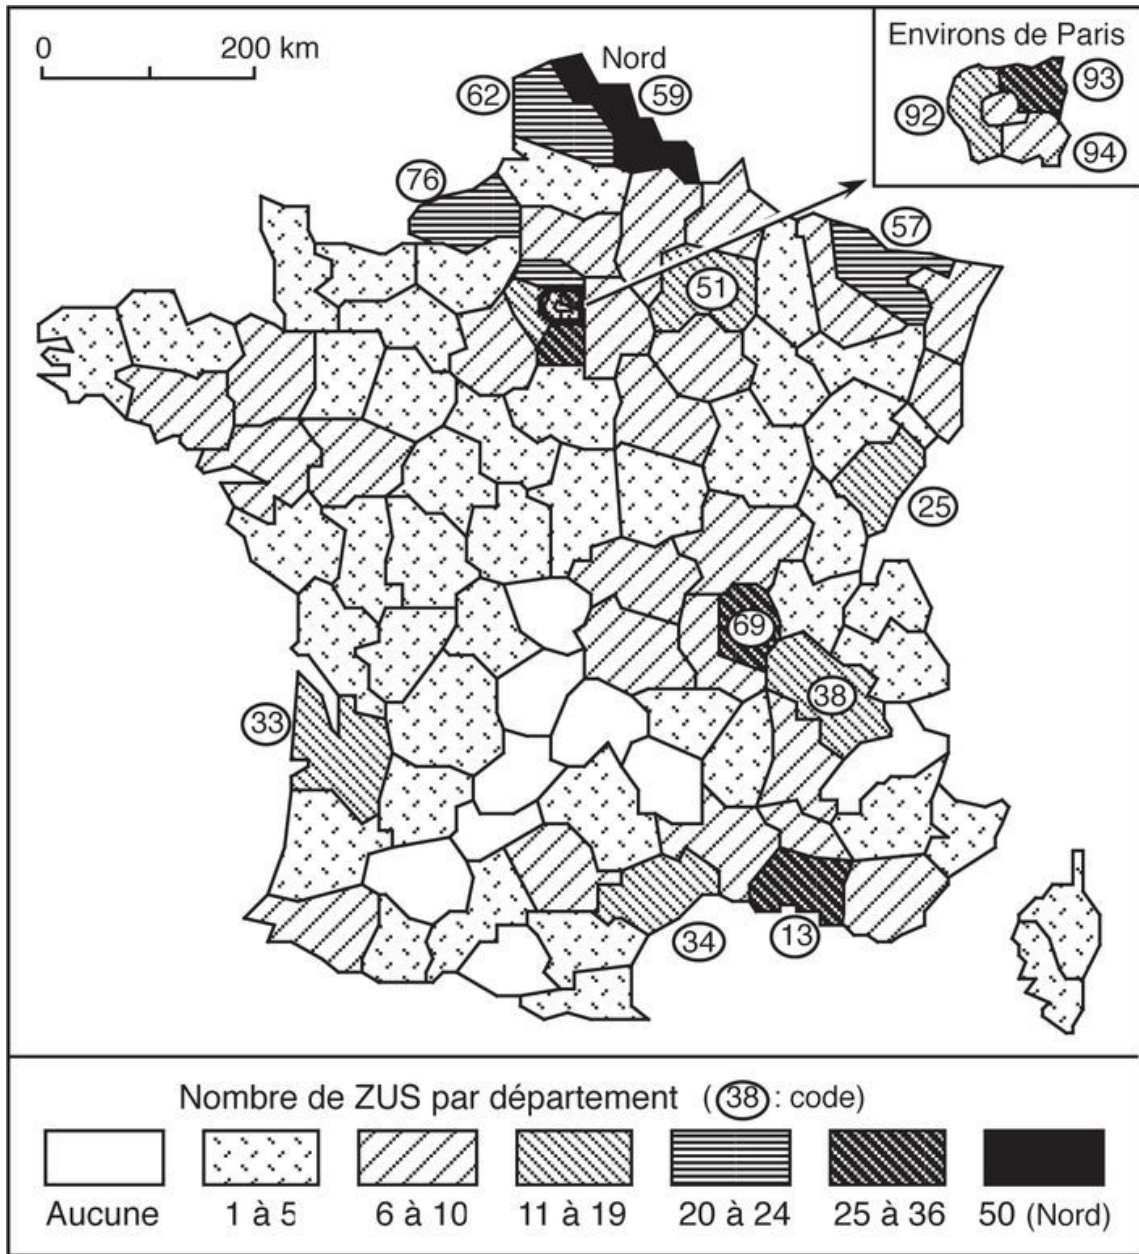 0 200 km
Nord
Environs de Paris
62
59
93
92
94
76
57
51
25
69
38
33
34
13
Nombre de ZUS par département (38 : code)
Aucune
1 à 5
6 à 10
11 à 19
20 à 24
25 à 36
50 (Nord)